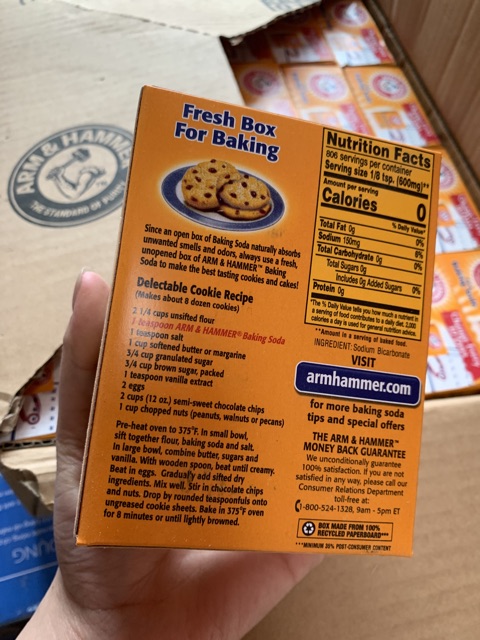 ARM & HAMMER
THE STANDARD OF PURITY
Fresh Box
For Baking
Since an open box of Baking Soda naturally absorbs
unwanted smells and odors, always use a fresh,
unopened box of ARM & HAMMER™ Baking
Soda to make the best tasting cookies and cakes!
Delectable Cookie Recipe
(Makes about 8 dozen cookies)
2 1/4 cups unsifted flour
1 teaspoon ARM & HAMMER® Baking Soda
1 teaspoon salt
1 cup softened butter or margarine
3/4 cup granulated sugar
3/4 cup brown sugar, packed
1 teaspoon vanilla extract
2 eggs
2 cups (12 oz.) semi-sweet chocolate chips
1 cup chopped nuts (peanuts, walnuts or pecans)
Pre-heat oven to 375°F. In small bowl,
sift together flour, baking soda and salt.
In large bowl, combine butter, sugars and
vanilla. With wooden spoon, beat until creamy.
Beat in eggs. Gradually add sifted dry
ingredients. Mix well. Stir in chocolate chips
and nuts. Drop by rounded teaspoonfuls onto
ungreased cookie sheets. Bake in 375°F oven
for 8 minutes or until lightly browned.
Nutrition Facts
806 servings per container
Serving size 1/8 tsp. (600mg)**
Amount per serving
Calories 0
% Daily Value*
Total Fat 0g 0%
Sodium 150mg 6%
Total Carbohydrate 0g 0%
Total Sugars 0g
Includes 0g Added Sugars 0%
Protein 0g
*The % Daily Value tells you how much a nutrient in
a serving of food contributes to a daily diet. 2,000
calories a day is used for general nutrition advice.
**Amount in a serving of baked food.
INGREDIENT: Sodium Bicarbonate
VISIT
armhammer.com
for more baking soda
tips and special offers
THE ARM & HAMMER™
MONEY BACK GUARANTEE
We unconditionally guarantee
100% satisfaction. If you are not
satisfied in any way, please call our
Consumer Relations Department
toll-free at:
1-800-524-1328, 9am - 5pm ET
BOX MADE FROM 100%
RECYCLED PAPERBOARD***
***MINIMUM 35% POST-CONSUMER CONTENT